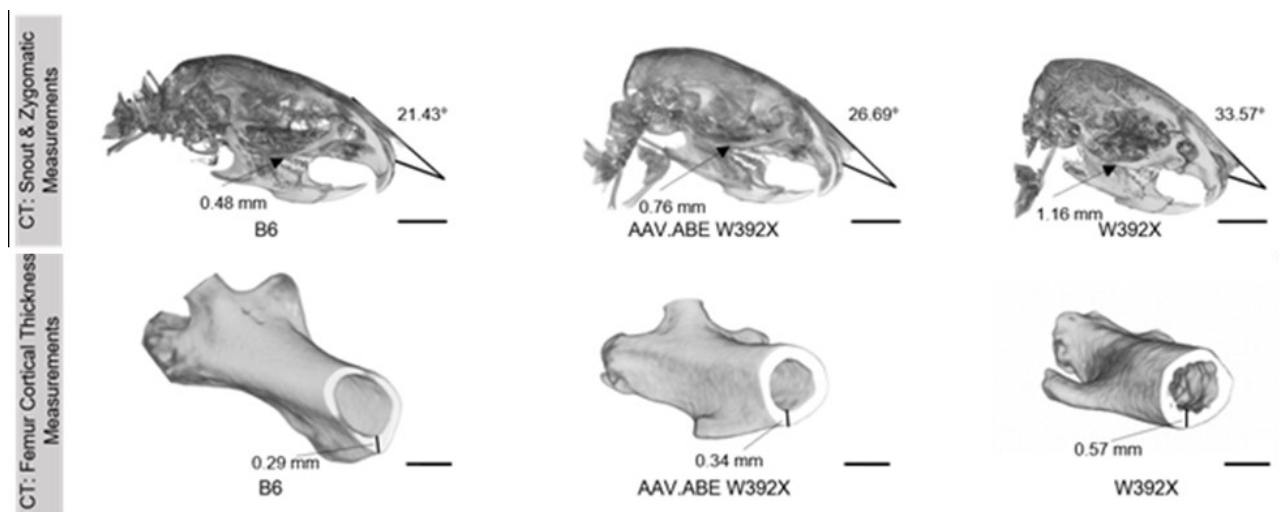 CT: Snout & Zygomatic
Measurements
21.43°
0.48 mm
B6
26.69°
0.76 mm
AAV.ABE W392X
33.57°
1.16 mm
W392X
CT: Femur Cortical Thickness
Measurements
0.29 mm
B6
0.34 mm
AAV.ABE W392X
0.57 mm
W392X